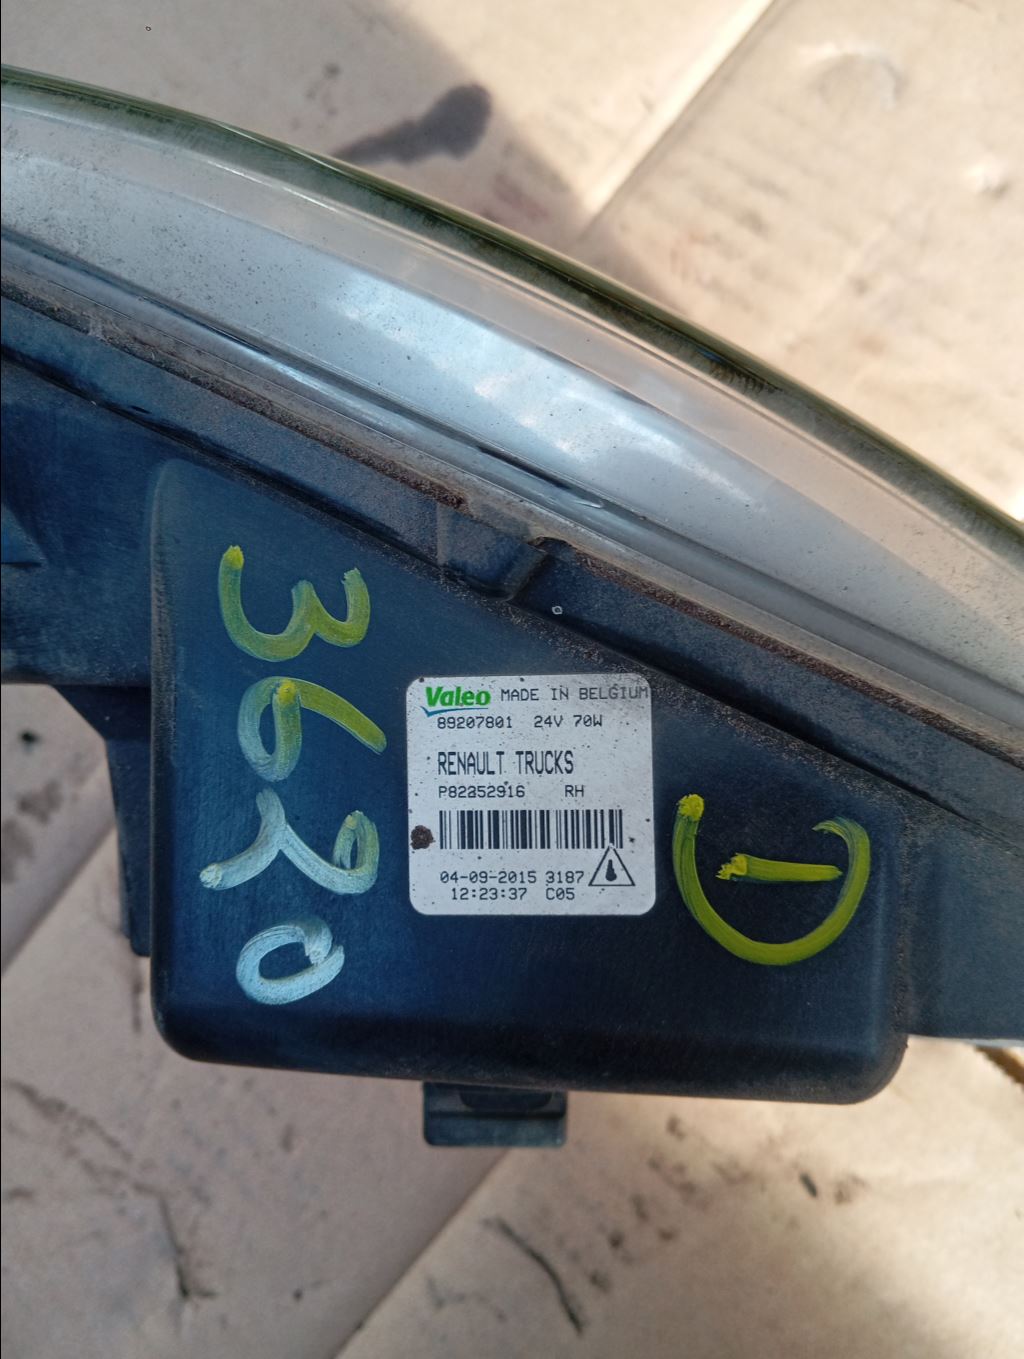 3620
Valeo MADE IN BELGIUM
89207801 24V 70W
RENAULT TRUCKS
P82352916 RH
04-09-2015 3187
12:23:37 C05